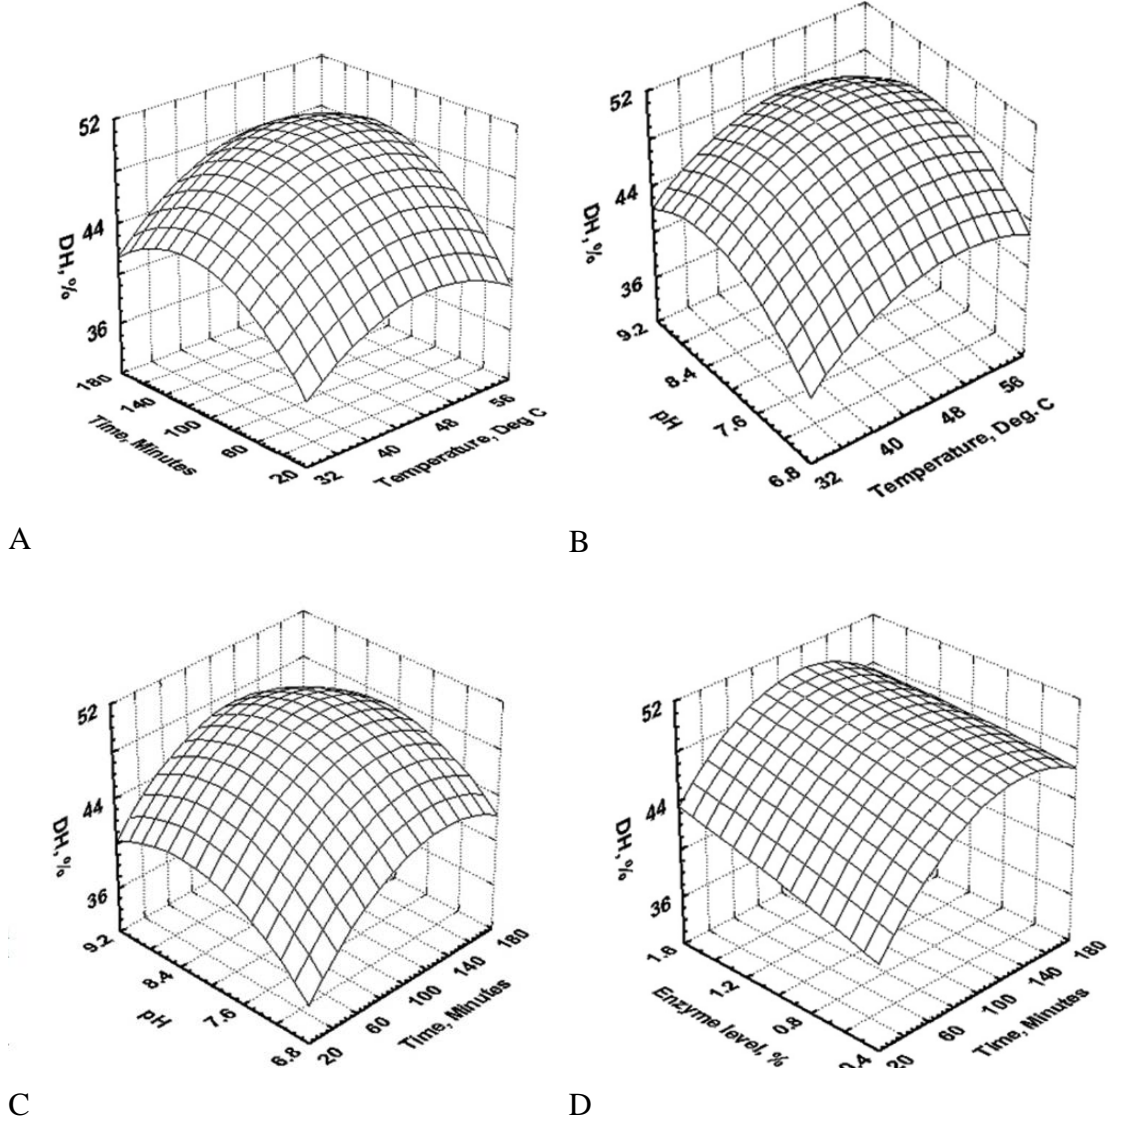 52
44
36
DH, %
180
140
100
60
20
Time, Minutes
32
40
48
56
Temperature, Deg C
A
52
44
36
DH, %
9.2
8.4
7.6
6.8
pH
32
40
48
56
Temperature, Deg. C
B
52
44
36
DH, %
9.2
8.4
7.6
6.8
pH
20
60
100
140
180
Time, Minutes
C
52
44
36
DH, %
1.6
1.2
0.8
0.4
Enzyme level, %
20
60
100
140
180
Time, Minutes
D